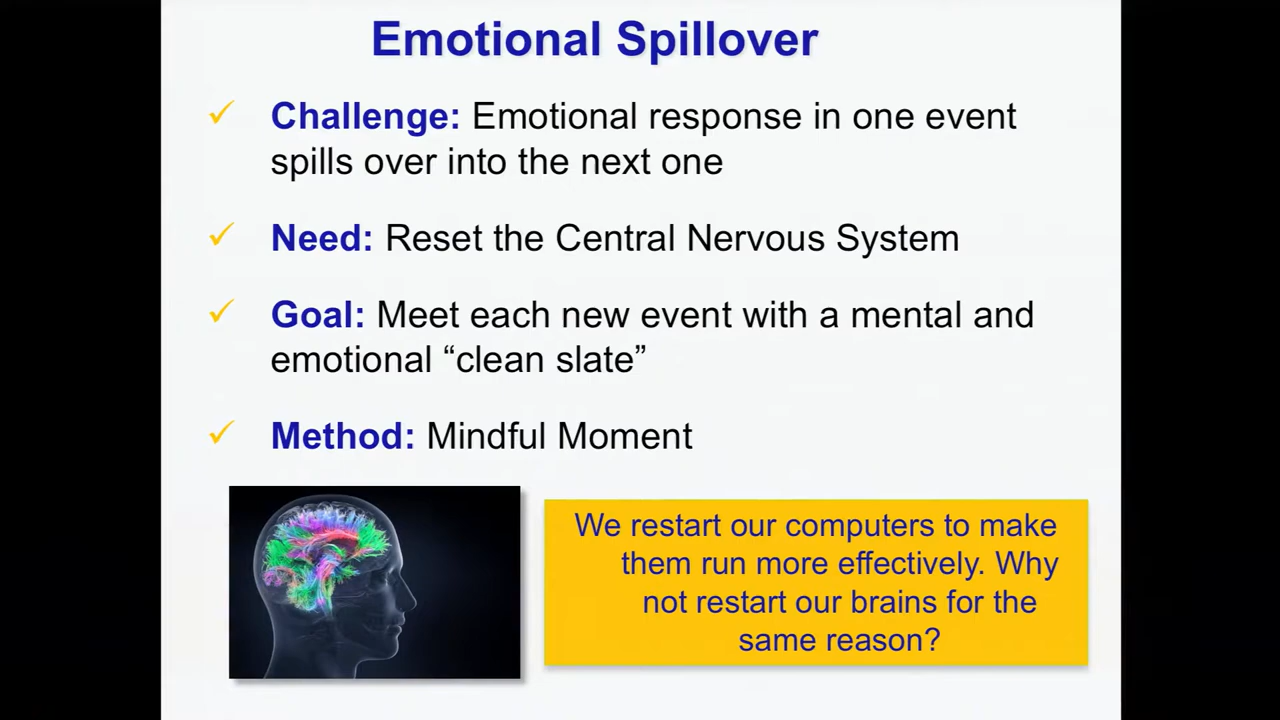 Emotional Spillover
✓ Challenge: Emotional response in one event
spills over into the next one
✓ Need: Reset the Central Nervous System
✓ Goal: Meet each new event with a mental and
emotional “clean slate”
✓ Method: Mindful Moment
We restart our computers to make
them run more effectively. Why
not restart our brains for the
same reason?